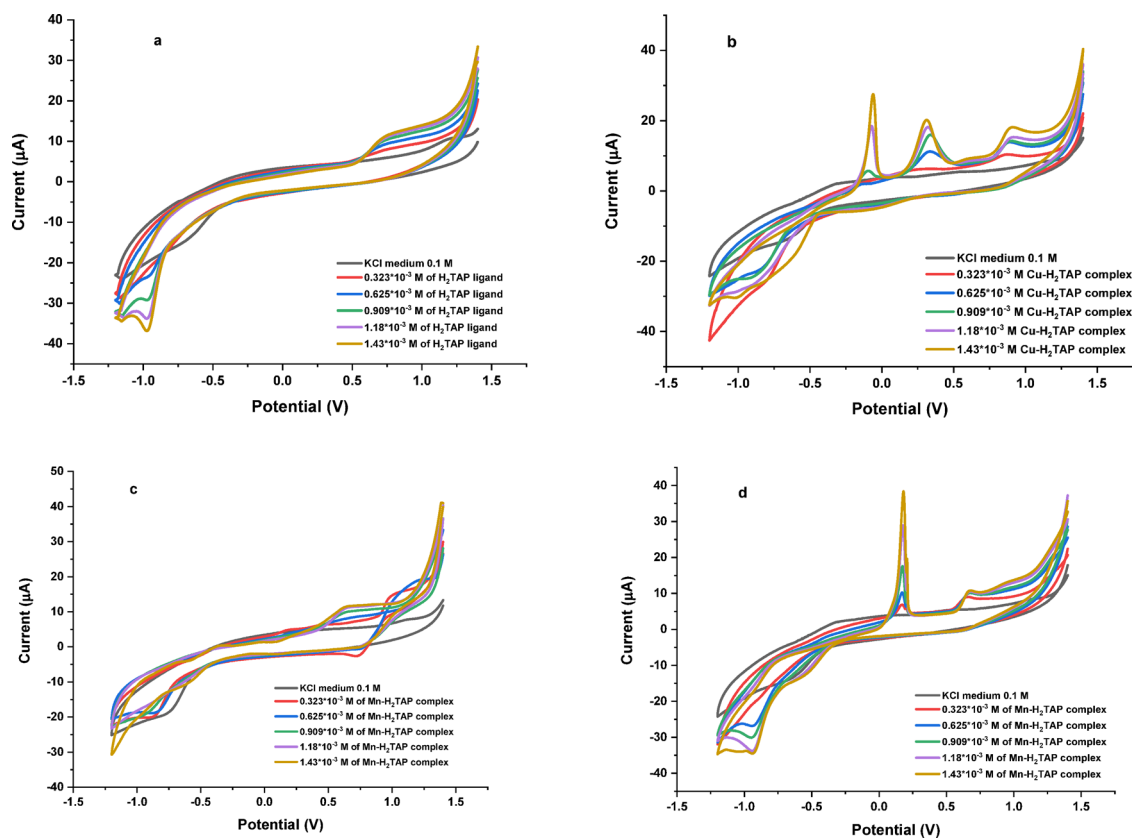 a
Current (µA)
40
30
20
10
0
-10
-20
-30
-40
KCl medium 0.1 M
0.323*10⁻³ M of H₂TAP ligand
0.625*10⁻³ M of H₂TAP ligand
0.909*10⁻³ M of H₂TAP ligand
1.18*10⁻³ M of H₂TAP ligand
1.43*10⁻³ M of H₂TAP ligand
-1.5 -1.0 -0.5 0.0 0.5 1.0 1.5
Potential (V)
b
Current (µA)
40
20
0
-20
-40
KCl medium 0.1 M
0.323*10⁻³ M Cu-H₂TAP complex
0.625*10⁻³ M Cu-H₂TAP complex
0.909*10⁻³ M Cu-H₂TAP complex
1.18*10⁻³ M Cu-H₂TAP complex
1.43*10⁻³ M Cu-H₂TAP complex
-1.5 -1.0 -0.5 0.0 0.5 1.0 1.5
Potential (V)
c
Current (µA)
50
40
30
20
10
0
-10
-20
-30
-40
KCl medium 0.1 M
0.323*10⁻³ M of Mn-H₂TAP complex
0.625*10⁻³ M of Mn-H₂TAP complex
0.909*10⁻³ M of Mn-H₂TAP complex
1.18*10⁻³ M of Mn-H₂TAP complex
1.43*10⁻³ M of Mn-H₂TAP complex
-1.5 -1.0 -0.5 0.0 0.5 1.0 1.5
Potential (V)
d
Current (µA)
40
30
20
10
0
-10
-20
-30
-40
KCl medium 0.1 M
0.323*10⁻³ M of Mn-H₂TAP complex
0.625*10⁻³ M of Mn-H₂TAP complex
0.909*10⁻³ M of Mn-H₂TAP complex
1.18*10⁻³ M of Mn-H₂TAP complex
1.43*10⁻³ M of Mn-H₂TAP complex
-1.5 -1.0 -0.5 0.0 0.5 1.0 1.5
Potential (V)